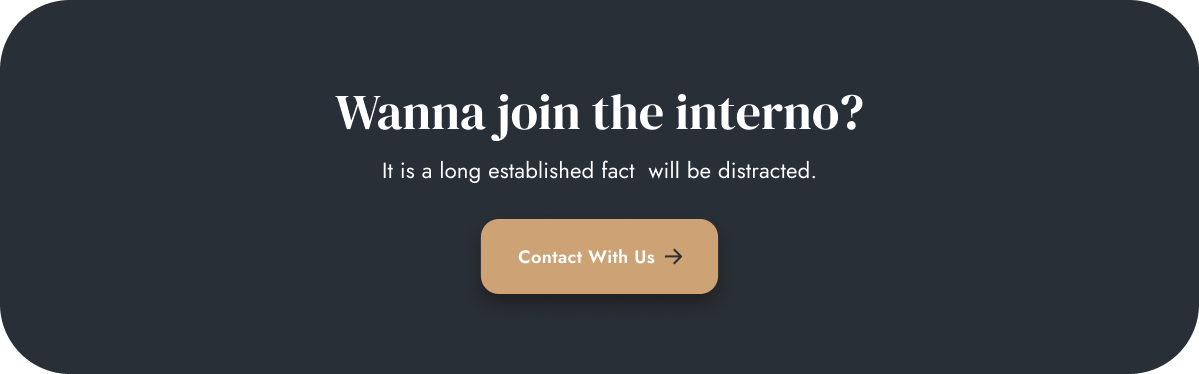 Wanna join the interno?
It is a long established fact  will be distracted.
Contact With Us